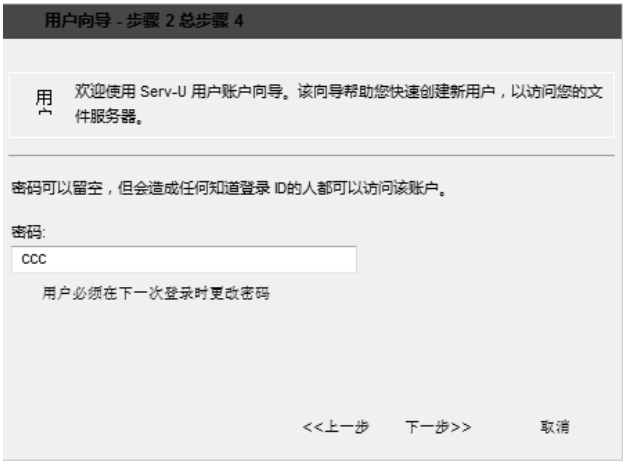 用户向导 - 步骤 2 总步骤 4
用户
欢迎使用 Serv-U 用户账户向导。该向导帮助您快速创建新用户，以访问您的文
件服务器。
密码可以留空，但会造成任何知道登录 ID的人都可以访问该账户。
密码:
ccc
用户必须在下一次登录时更改密码
<<上一步 下一步>> 取消